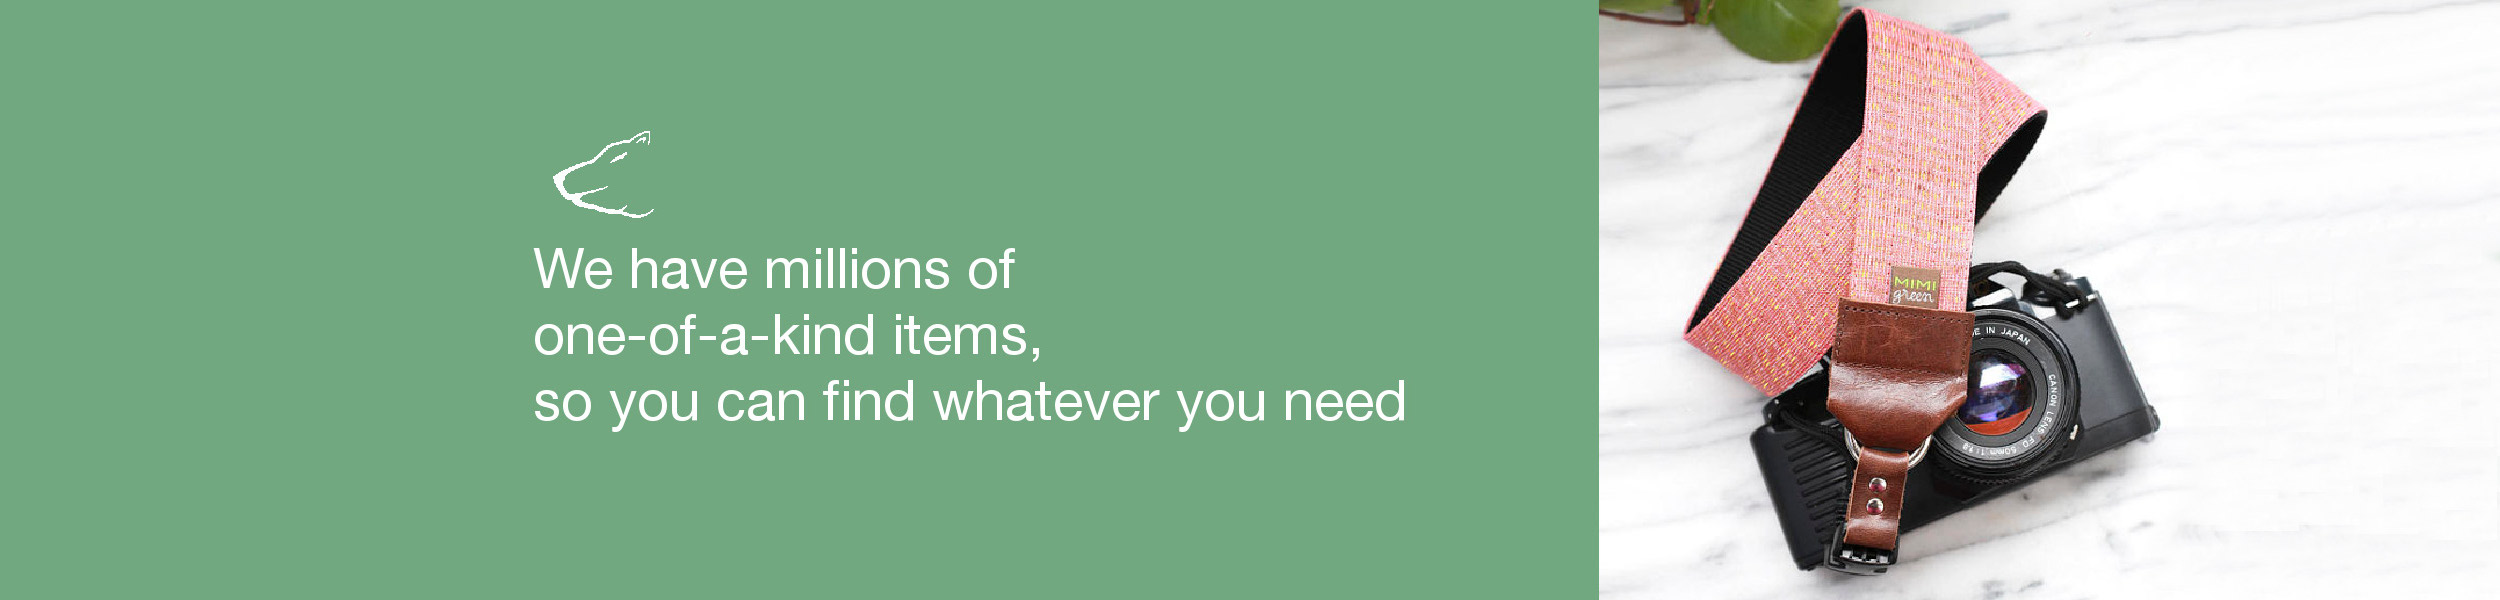 We have millions of
one-of-a-kind items,
so you can find whatever you need
MIMI
green
E IN JAPAN
CANON LENS FD 50mm 1:1.8